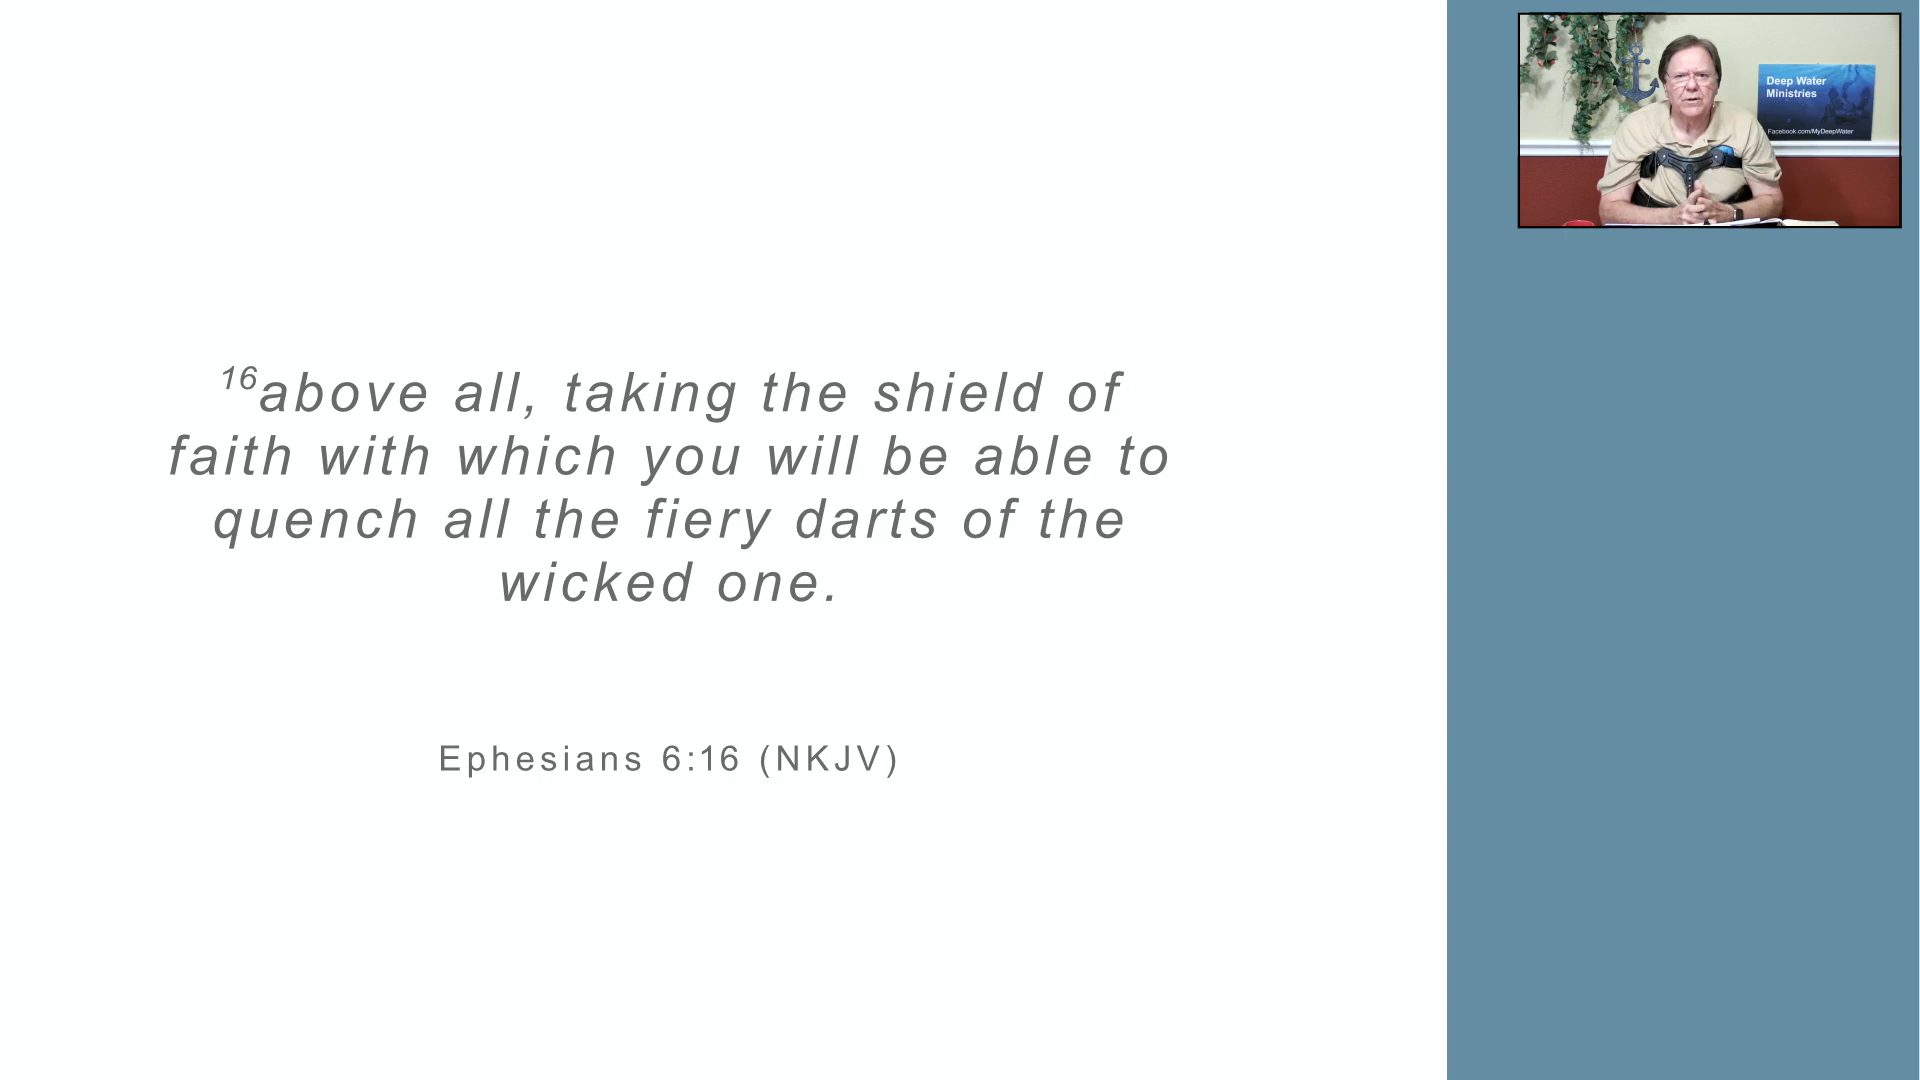 ¹⁶above all, taking the shield of
faith with which you will be able to
quench all the fiery darts of the
wicked one.
Ephesians 6:16 (NKJV)
Deep Water
Ministries
Facebook.com/MyDeepWater